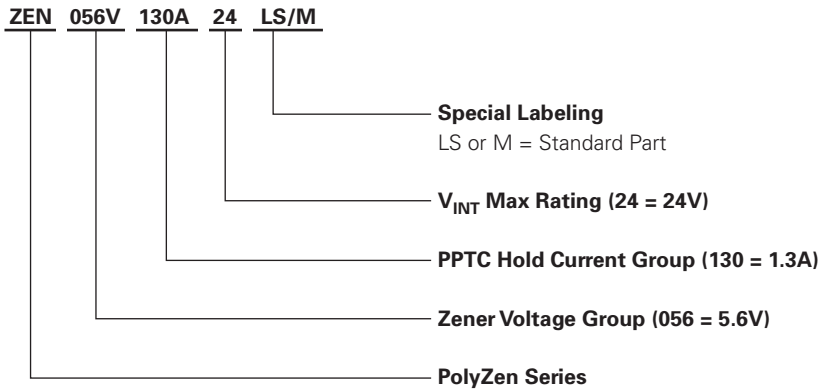 ZEN 056V 130A 24 LS/M
Special Labeling
LS or M = Standard Part
VINT Max Rating (24 = 24V)
PPTC Hold Current Group (130 = 1.3A)
Zener Voltage Group (056 = 5.6V)
PolyZen Series